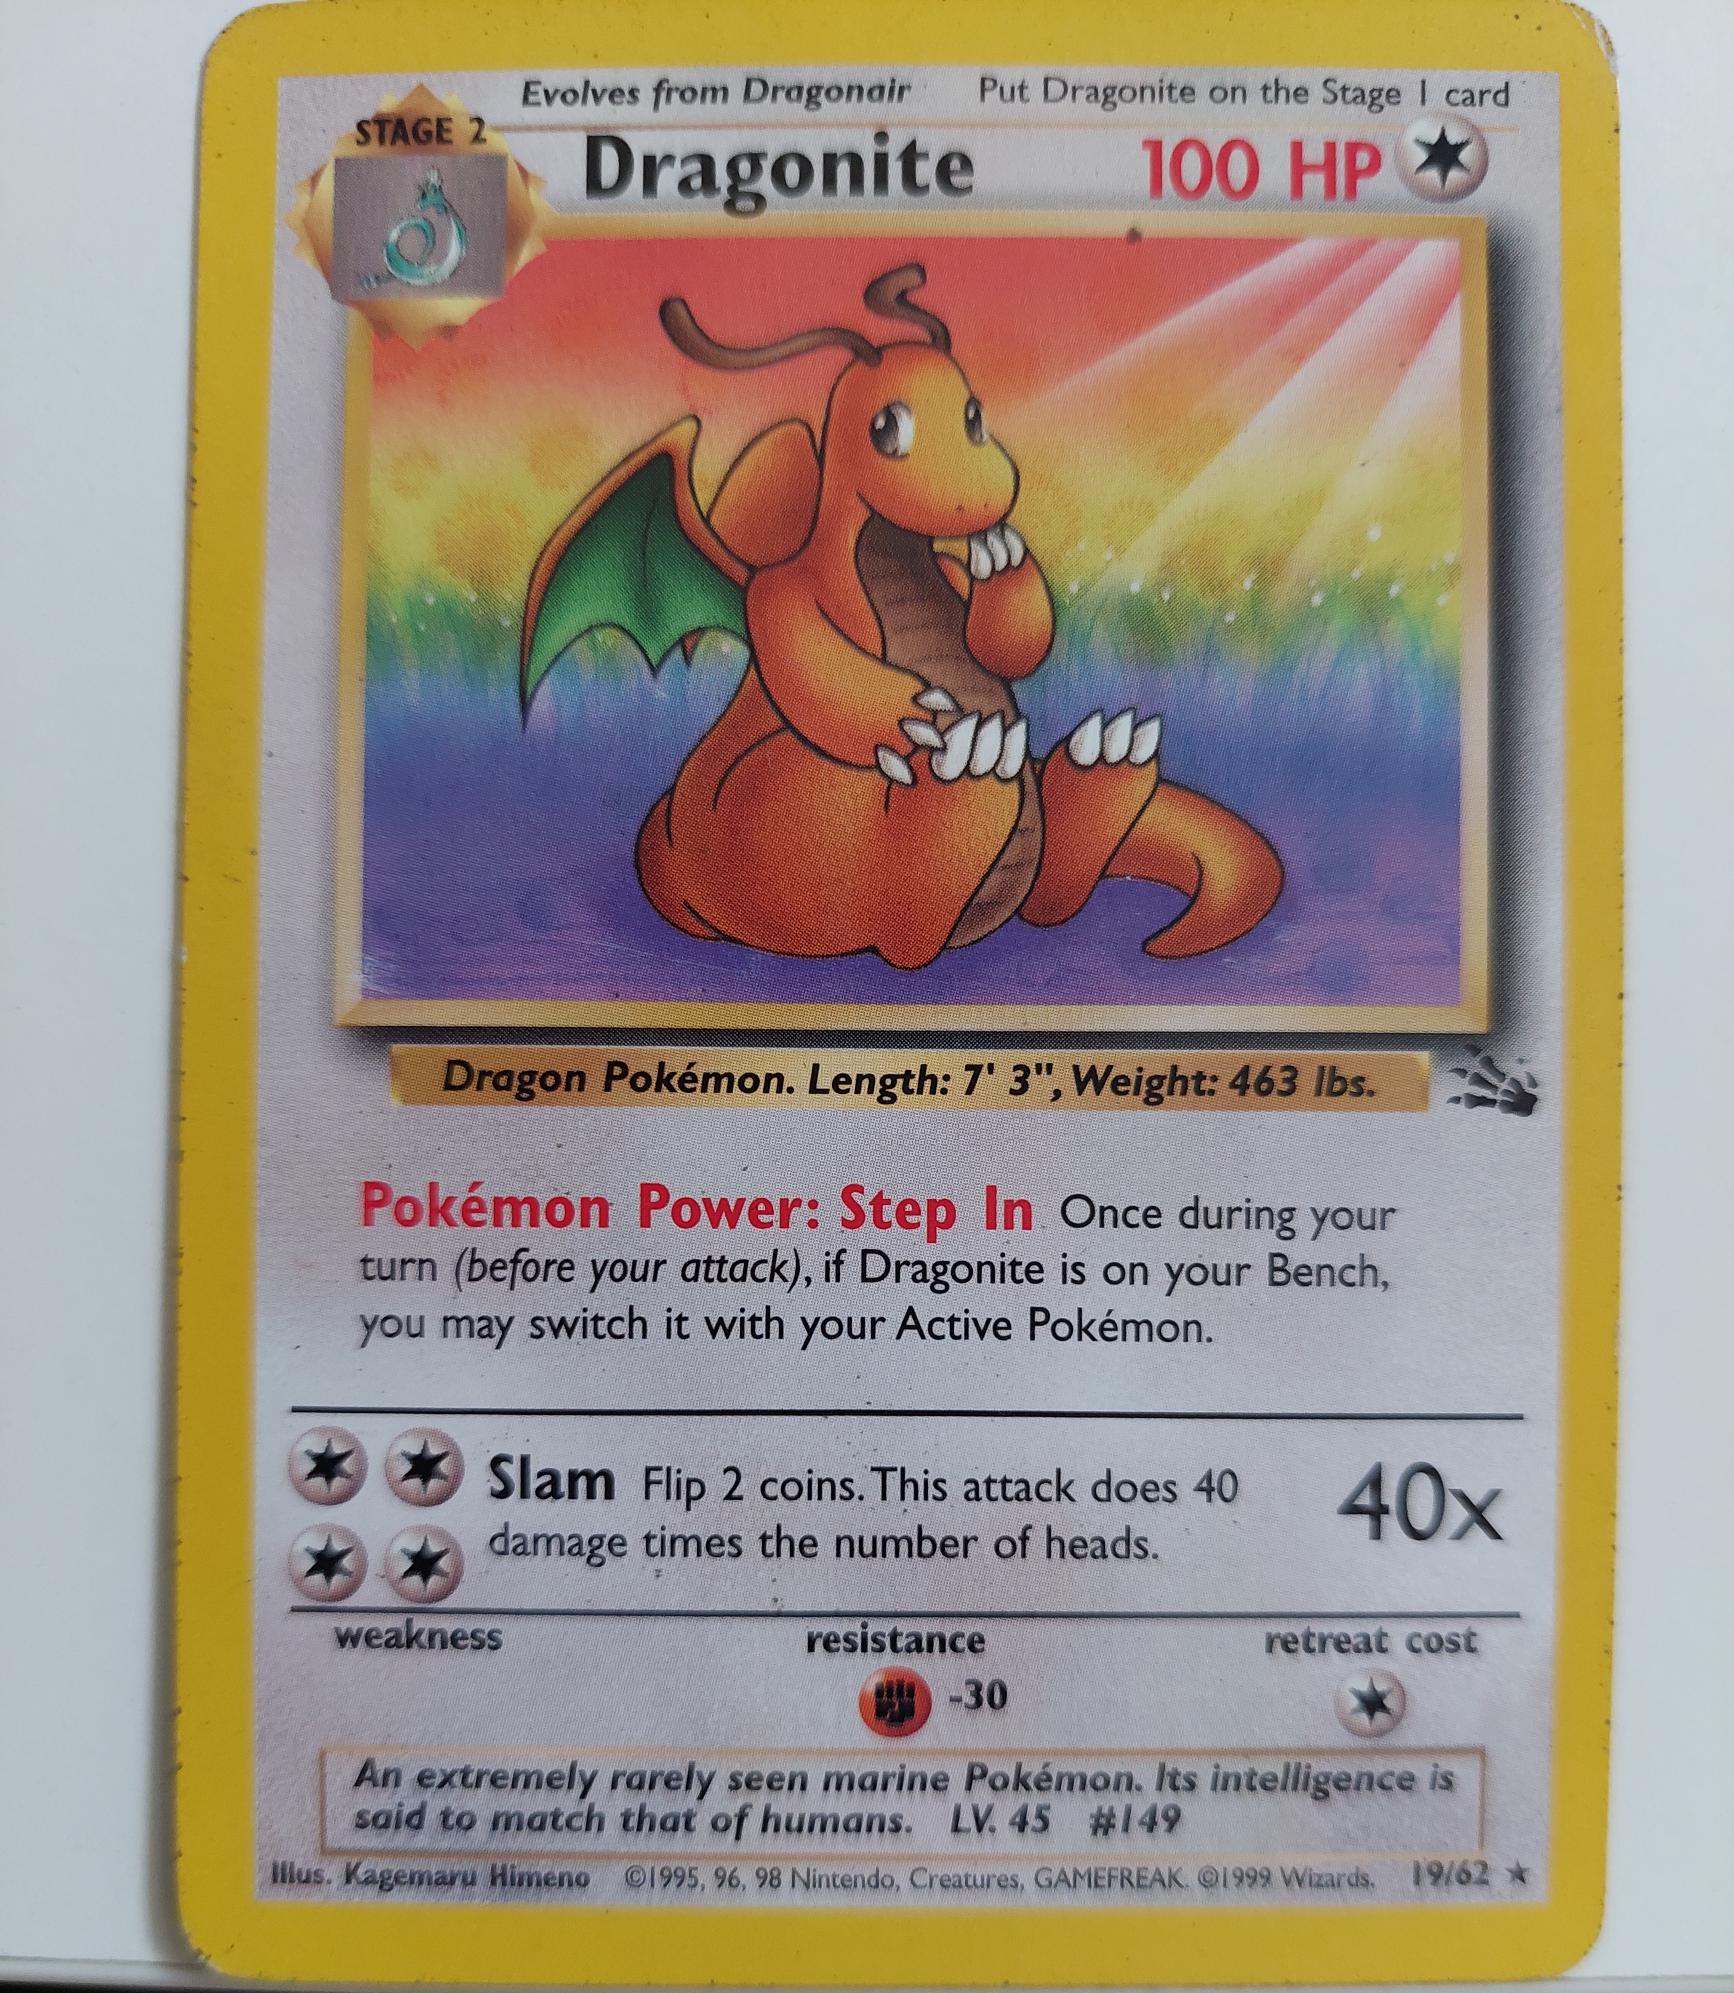 Evolves from Dragonair Put Dragonite on the Stage 1 card
STAGE 2
Dragonite 100 HP
Dragon Pokémon. Length: 7' 3", Weight: 463 lbs.
Pokémon Power: Step In Once during your
turn (before your attack), if Dragonite is on your Bench,
you may switch it with your Active Pokémon.
Slam Flip 2 coins. This attack does 40
damage times the number of heads.
40x
weakness resistance retreat cost
-30
An extremely rarely seen marine Pokémon. Its intelligence is
said to match that of humans. LV. 45 #149
Illus. Kagemaru Himeno ©1995, 96, 98 Nintendo, Creatures, GAMEFREAK. ©1999 Wizards. 19/62 ★